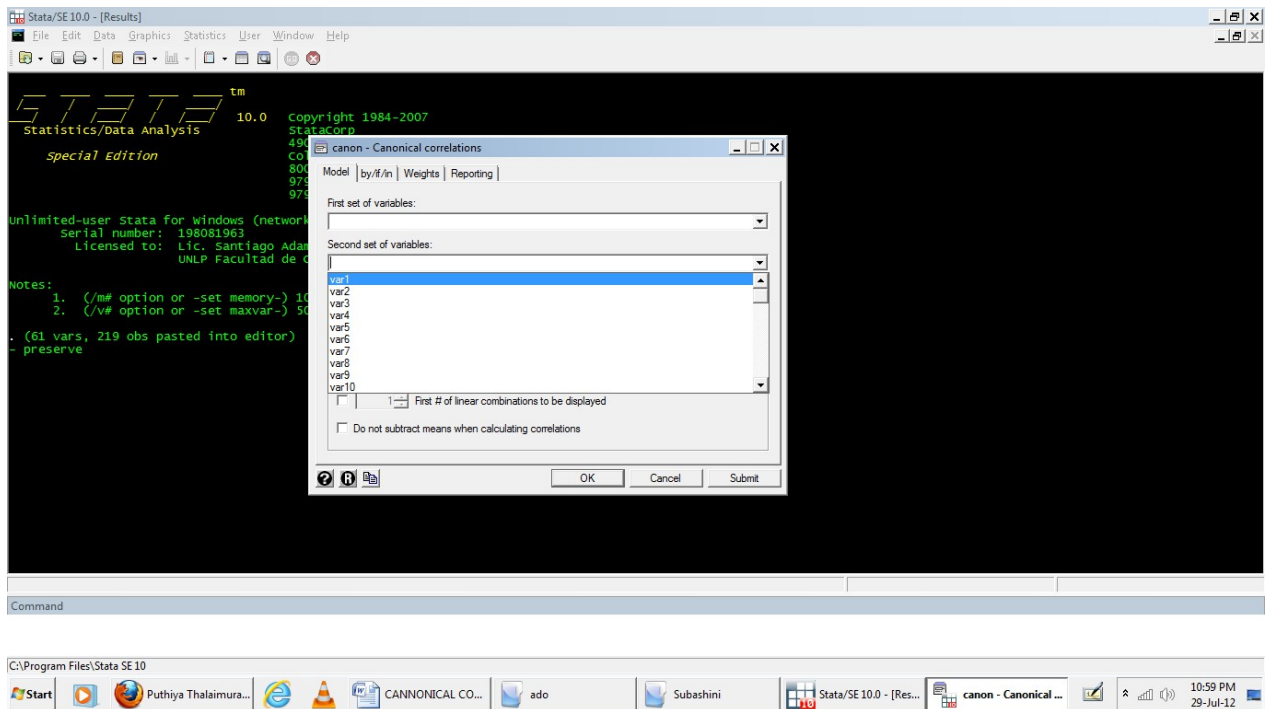 Stata/SE 10.0 - [Results]
File Edit Data Graphics Statistics User Window Help
tm
10.0 Copyright 1984-2007
Statistics/Data Analysis StataCorp
490
Special Edition Col
800
979
979
Unlimited-user Stata for Windows (network
Serial number: 198081963
Licensed to: Lic. Santiago Adam
UNLP Facultad de C
Notes:
1. (/m# option or -set memory-) 10
2. (/v# option or -set maxvar-) 50
. (61 vars, 219 obs pasted into editor)
- preserve
canon - Canonical correlations
Model by/if/in Weights Reporting
First set of variables:
Second set of variables:
var1
var2
var3
var4
var5
var6
var7
var8
var9
var10
1 First # of linear combinations to be displayed
Do not subtract means when calculating correlations
OK Cancel Submit
Command
C:\Program Files\Stata SE 10
Start Puthiya Thalaimura... CANNONICAL CO... ado Subashini Stata/SE 10.0 - [Res... canon - Canonical ... 10:59 PM
29-Jul-12